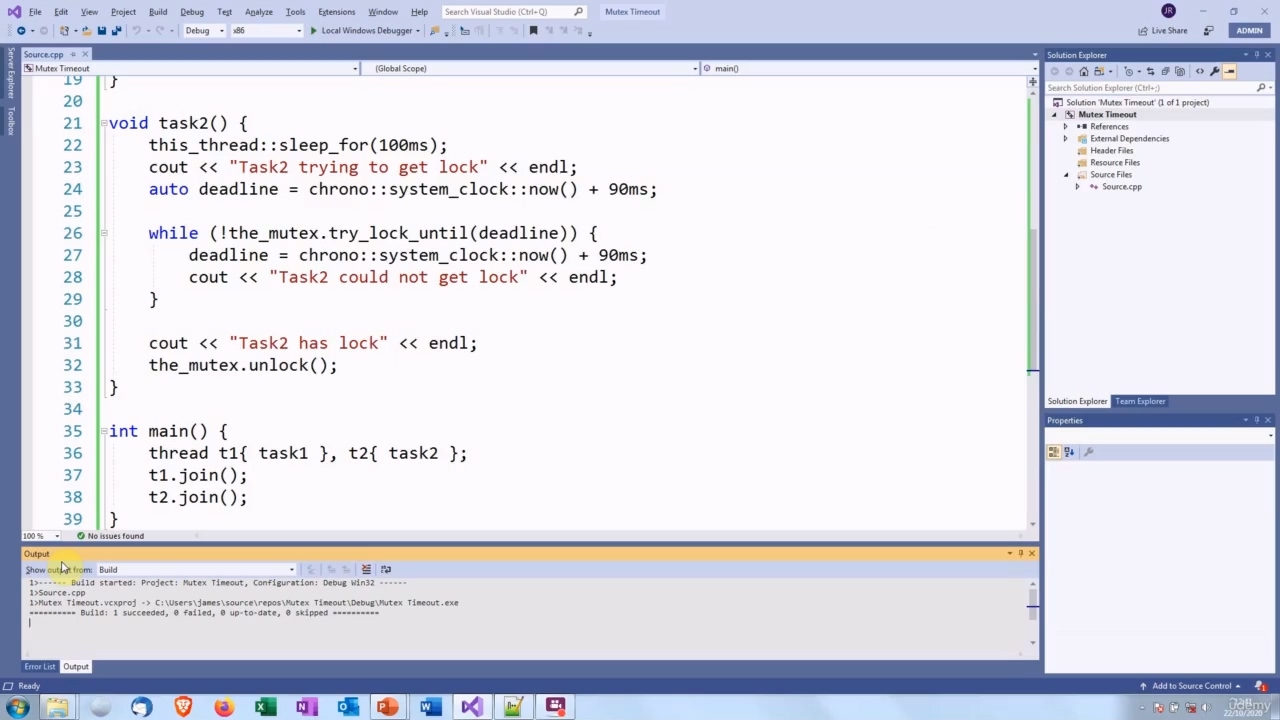 File Edit View Project Build Debug Test Analyze Tools Extensions Window Help Search Visual Studio (Ctrl+Q) Mutex Timeout JR
Debug x86 Local Windows Debugger Live Share ADMIN
Server Explorer
Toolbox
Source.cpp
Mutex Timeout (Global Scope) main()
19 }
20
21 void task2() {
22 this_thread::sleep_for(100ms);
23 cout << "Task2 trying to get lock" << endl;
24 auto deadline = chrono::system_clock::now() + 90ms;
25
26 while (!the_mutex.try_lock_until(deadline)) {
27 deadline = chrono::system_clock::now() + 90ms;
28 cout << "Task2 could not get lock" << endl;
29 }
30
31 cout << "Task2 has lock" << endl;
32 the_mutex.unlock();
33 }
34
35 int main() {
36 thread t1{ task1 }, t2{ task2 };
37 t1.join();
38 t2.join();
39 }
100 % No issues found
Output
Show output from: Build
1>------ Build started: Project: Mutex Timeout, Configuration: Debug Win32 ------
1>Source.cpp
1>Mutex Timeout.vcxproj -> C:\Users\james\source\repos\Mutex Timeout\Debug\Mutex Timeout.exe
========== Build: 1 succeeded, 0 failed, 0 up-to-date, 0 skipped ==========
Error List Output
Solution Explorer
Search Solution Explorer (Ctrl+;)
Solution 'Mutex Timeout' (1 of 1 project)
Mutex Timeout
References
External Dependencies
Header Files
Resource Files
Source Files
Source.cpp
Solution Explorer Team Explorer
Properties
Ready Add to Source Control 1
udemy
22/10/2020